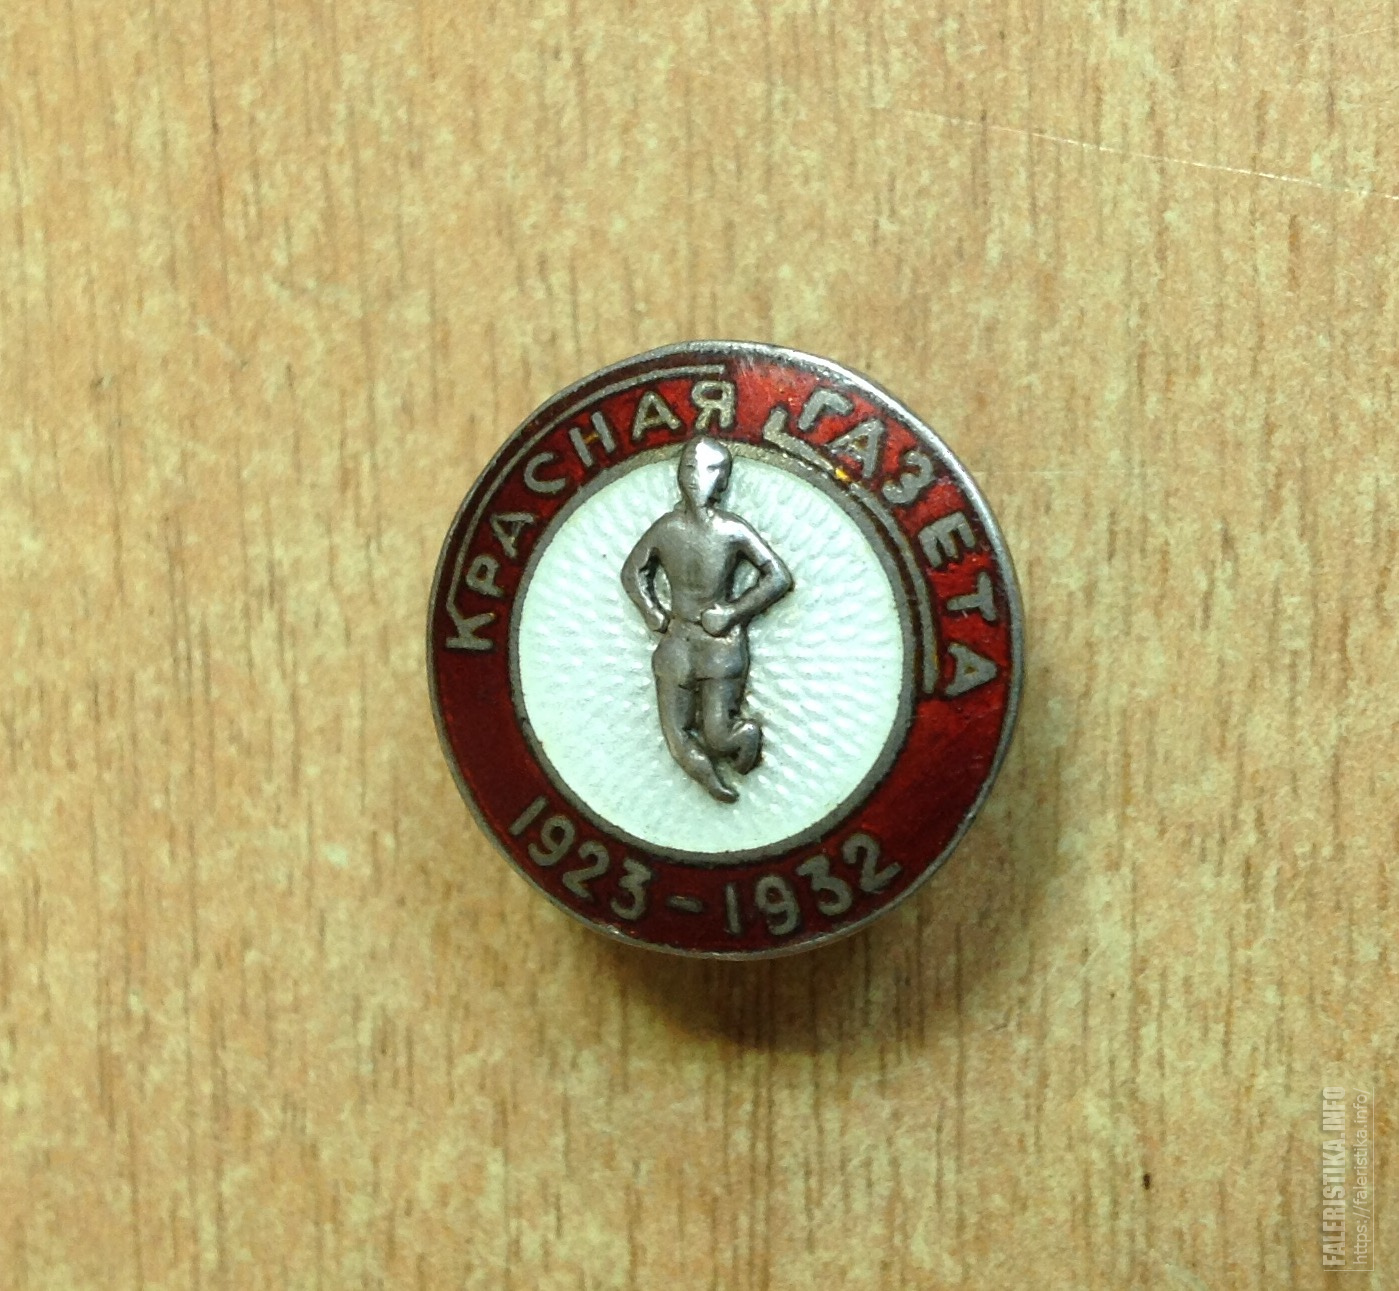 КРАСНАЯ ГАЗЕТА
1923-1932
FALERISTIKA.INFO
https://faleristika.info/